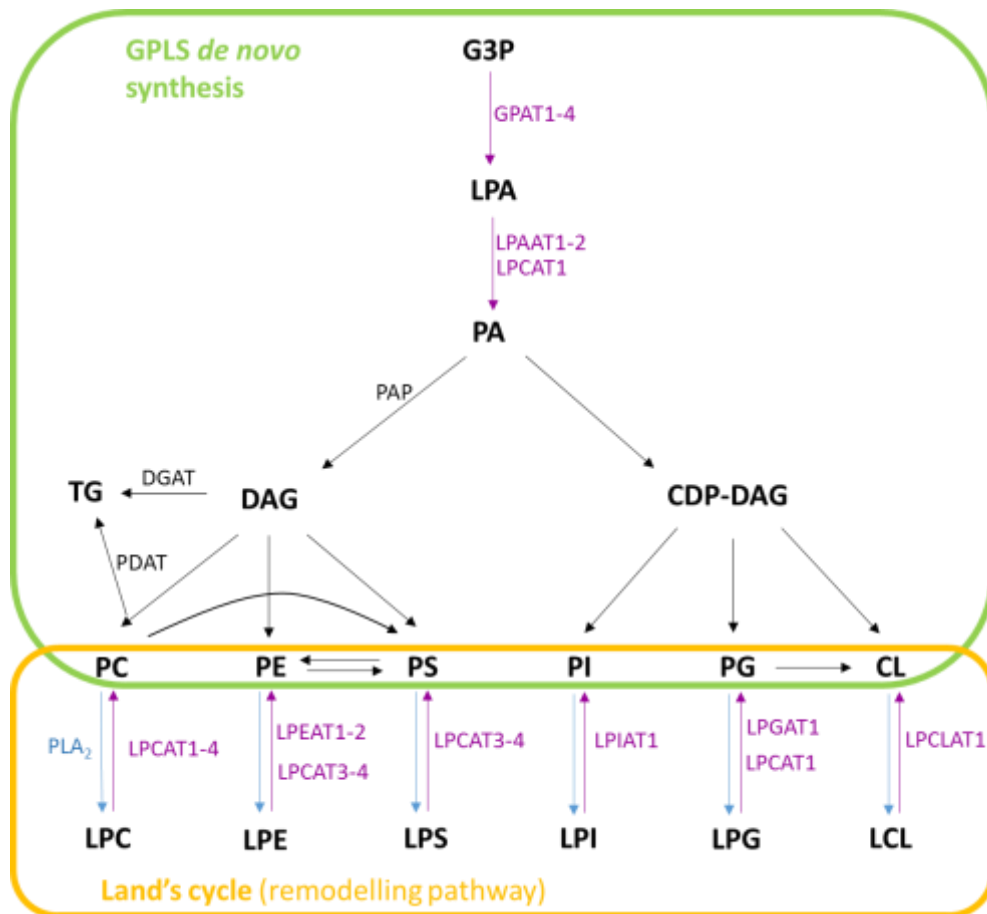 GPLS de novo
synthesis
G3P
GPAT1-4
LPA
LPAAT1-2
LPCAT1
PA
PAP
TG
DGAT
DAG
CDP-DAG
PDAT
PC
PE
PS
PI
PG
CL
PLA₂
LPCAT1-4
LPEAT1-2
LPCAT3-4
LPCAT3-4
LPIAT1
LPGAT1
LPCAT1
LPCLAT1
LPC
LPE
LPS
LPI
LPG
LCL
Land's cycle (remodelling pathway)